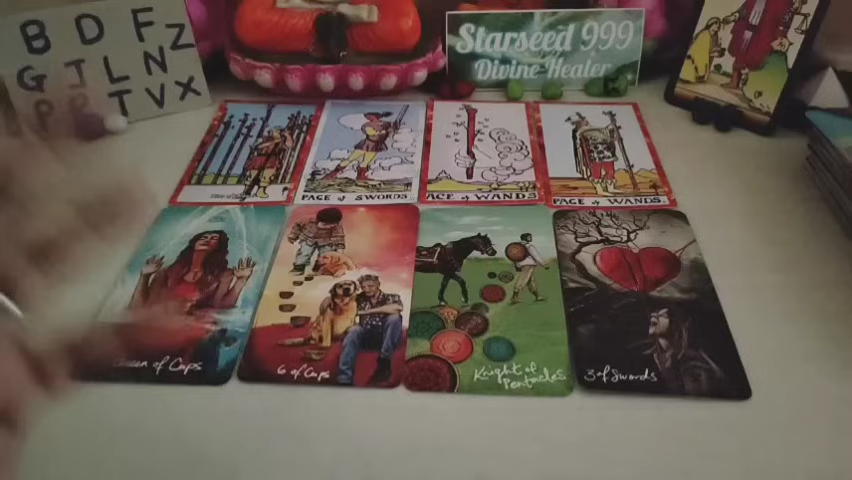 B D F Z
G J L N
P R T V X
Starseed 999
Divine Healer
PAGE of SWORDS.
ACE of WANDS.
PAGE of WANDS.
Queen of Cups
6 of Cups
Knight of
Pentacles
3 of Swords